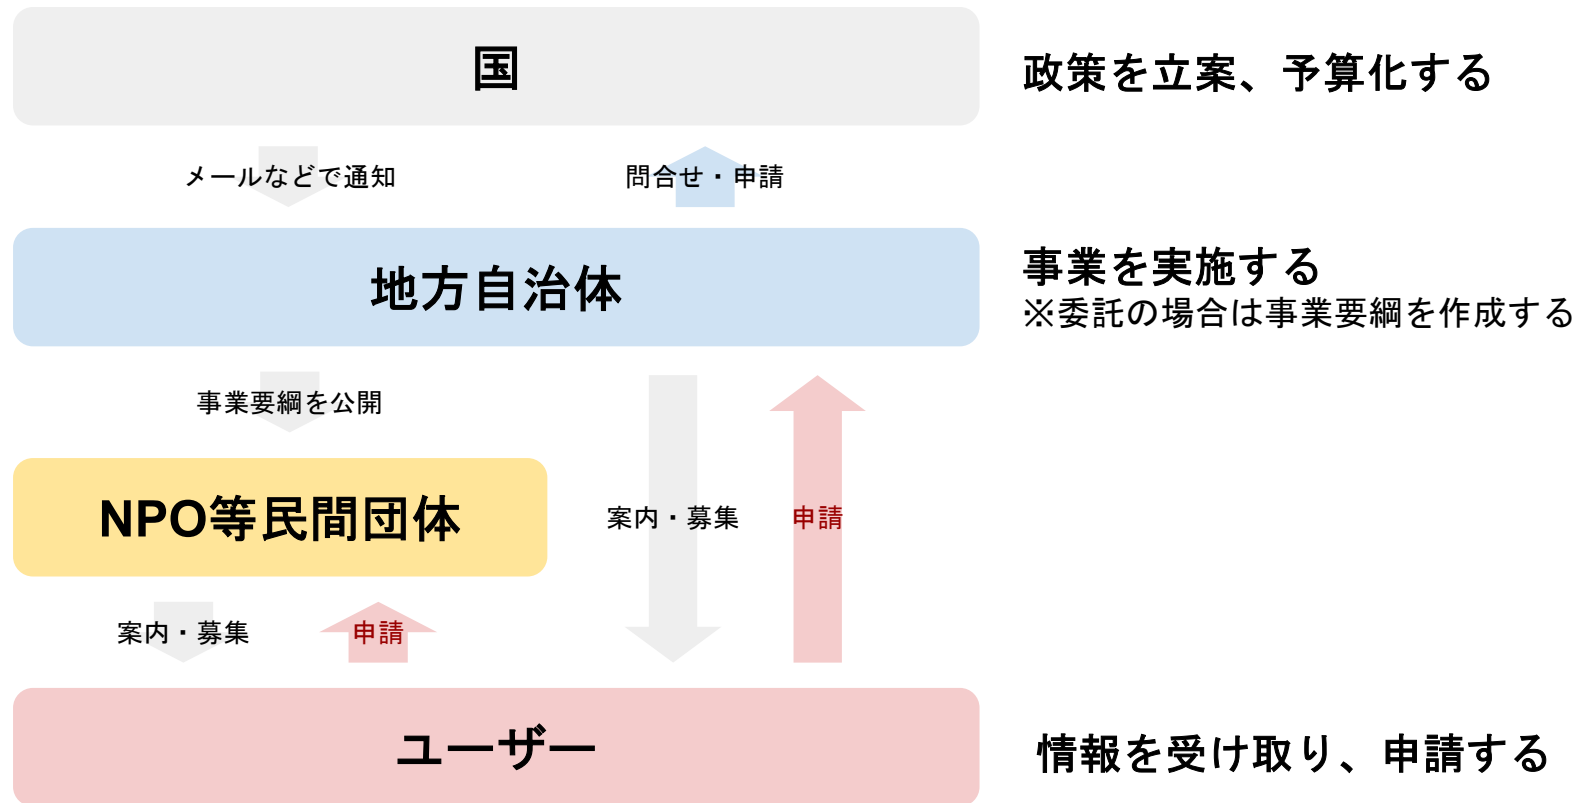 国
政策を立案、予算化する
メールなどで通知
問合せ・申請
地方自治体
事業を実施する
※委託の場合は事業要綱を作成する
事業要綱を公開
NPO等民間団体
案内・募集
申請
案内・募集
申請
ユーザー
情報を受け取り、申請する